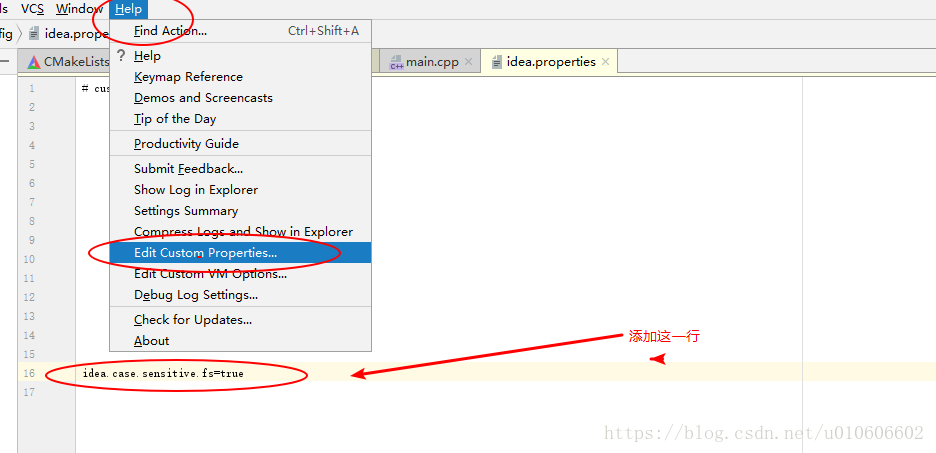 ls VCS Window Help
fig idea.prope
Find Action... Ctrl+Shift+A
? Help
CMakeLists main.cpp idea.properties
Keymap Reference
1 # cus Demos and Screencasts
2 Tip of the Day
3
4 Productivity Guide
5 Submit Feedback...
6 Show Log in Explorer
7 Settings Summary
8 Compress Logs and Show in Explorer
9
10 Edit Custom Properties...
11 Edit Custom VM Options...
12 Debug Log Settings...
13 Check for Updates...
14 About
添加这一行
15
16 idea.case.sensitive.fs=true
17
https://blog.csdn.net/u010606602